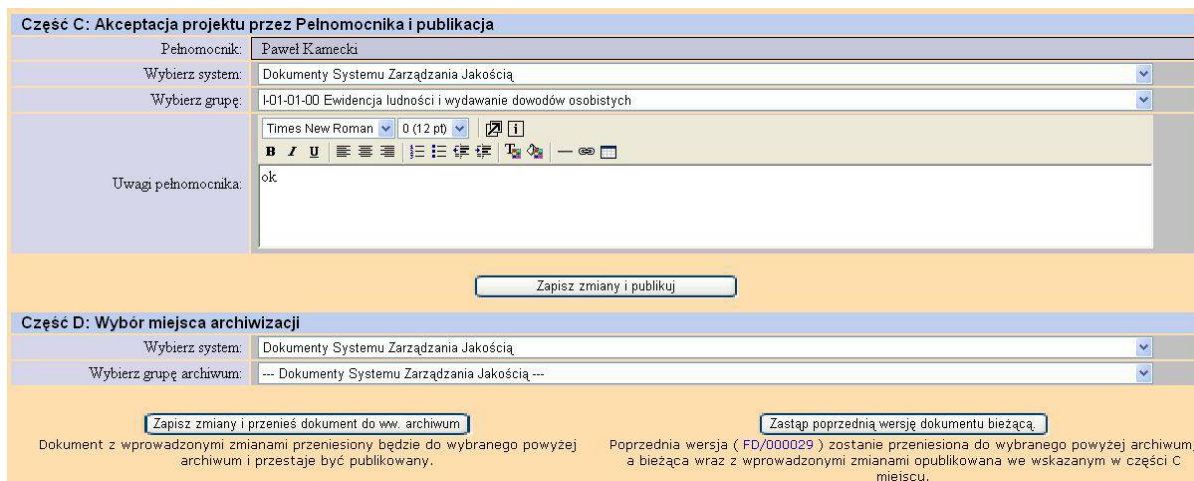 Część C: Akceptacja projektu przez Pełnomocnika i publikacja
Pełnomocnik: Paweł Kamecki
Wybierz system: Dokumenty Systemu Zarządzania Jakością
Wybierz grupę: I-01-01-00 Ewidencja ludności i wydawanie dowodów osobistych
Times New Roman 0 (12 pt)
B I U
Uwagi pełnomocnika: ok
Zapisz zmiany i publikuj
Część D: Wybór miejsca archiwizacji
Wybierz system: Dokumenty Systemu Zarządzania Jakością
Wybierz grupę archiwum: --- Dokumenty Systemu Zarządzania Jakością ---
Zapisz zmiany i przenieś dokument do ww. archiwum
Dokument z wprowadzonymi zmianami przeniesiony będzie do wybranego powyżej
archiwum i przestaje być publikowany.
Zastąp poprzednią wersję dokumentu bieżącą.
Poprzednia wersja ( FD/000029 ) zostanie przeniesiona do wybranego powyżej archiwum,
a bieżąca wraz z wprowadzonymi zmianami opublikowana we wskazanym w części C
miejscu.